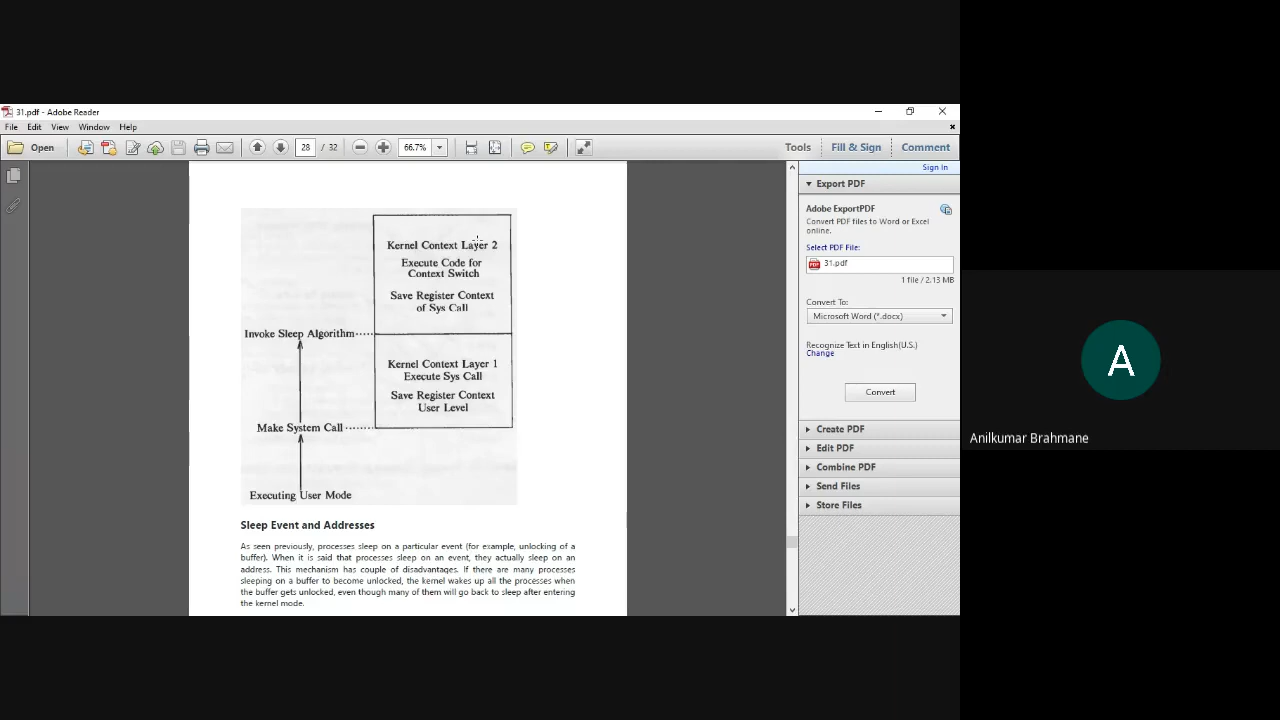 31.pdf - Adobe Reader
File Edit View Window Help
Open 28 / 32 66.7% Tools Fill & Sign Comment
Sign In
Export PDF
Adobe ExportPDF
Convert PDF files to Word or Excel
online.
Select PDF File:
31.pdf
1 file / 2.13 MB
Convert To:
Microsoft Word (*.docx)
Recognize Text in English(U.S.)
Change
Convert
Create PDF
Edit PDF
Combine PDF
Send Files
Store Files
Kernel Context Layer 2
Execute Code for
Context Switch
Save Register Context
of Sys Call
Invoke Sleep Algorithm
Kernel Context Layer 1
Execute Sys Call
Save Register Context
User Level
Make System Call
Executing User Mode
Sleep Event and Addresses
As seen previously, processes sleep on a particular event (for example, unlocking of a
buffer). When it is said that processes sleep on an event, they actually sleep on an
address. This mechanism has couple of disadvantages. If there are many processes
sleeping on a buffer to become unlocked, the kernel wakes up all the processes when
the buffer gets unlocked, even though many of them will go back to sleep after entering
the kernel mode.
A
Anilkumar Brahmane